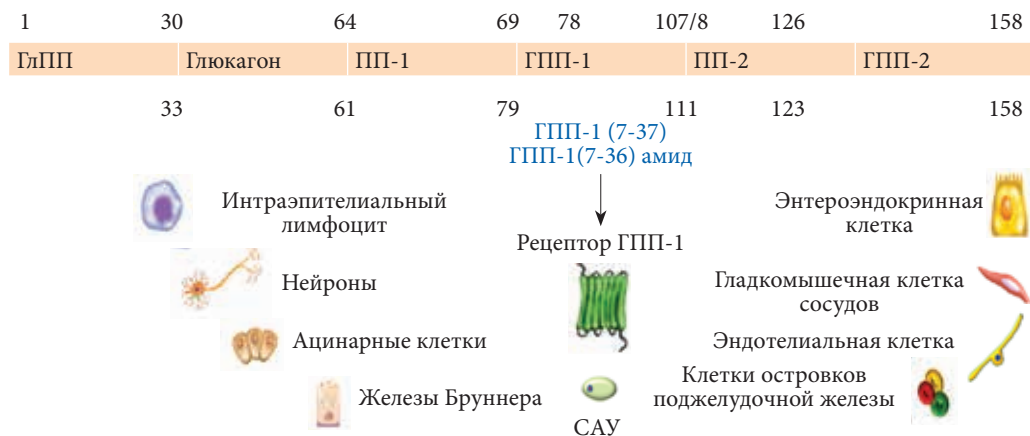 1 30 64 69 78 107/8 126 158
ГлПП Глюкагон ПП-1 ГПП-1 ПП-2 ГПП-2
33 61 79 111 123 158
ГПП-1 (7-37)
ГПП-1(7-36) амид
Интраэпителиальный
лимфоцит
Нейроны
Ацинарные клетки
Железы Бруннера
Рецептор ГПП-1
САУ
Энтероэндокринная
клетка
Гладкомышечная клетка
сосудов
Эндотелиальная клетка
Клетки островков
поджелудочной железы